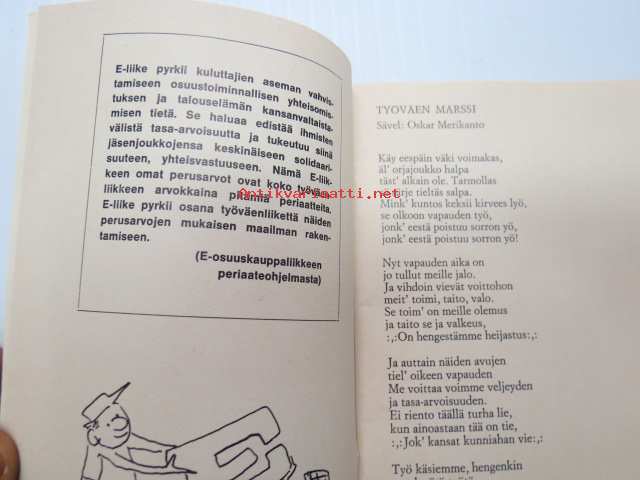 E-liike pyrkii kuluttajien aseman vahvis-
tamiseen osuustoiminnallisen yhteisomis-
tuksen ja talouselämän kansanvaltaista-
misen tietä. Se haluaa edistää ihmisten
välistä tasa-arvoisuutta ja tukeutuu siinä
jäsenjoukkojensa keskinäiseen solidaari-
suuteen, yhteisvastuuseen. Nämä E-liik-
keen omat perusarvot ovat koko työväen-
liikkeen arvokkaina pitämiä periaatteita.
E-liike pyrkii osana työväenliikettä näiden
perusarvojen mukaisen maailman raken-
tamiseen.
(E-osuuskauppaliikkeen
periaateohjelmasta)
TYÖVÄEN MARSSI
Sävel: Oskar Merikanto
Käy eespäin väki voimakas,
äl' orjajoukko halpa
täst' alkain ole. Tarmollas
tieltäs salpa.
Mink' kuntos keksii kirvees lyö,
se olkoon vapauden työ,
jonk' eestä poistuu sorron yö,
jonk' eestä poistuu sorron yö!
Nyt vapauden aika on
jo tullut meille jalo.
Ja vihdoin vievät voittohon
meit' toimi, taito, valo.
Se toim' on meille olemus
ja taito se ja valkeus,
:,:On hengestämme heijastus:,:
Ja auttain näiden avujen
tiel' oikeen vapauden
Me voittaa voimme veljeyden
ja tasa-arvoisuuden.
Ei riento täällä turha lie,
kun ainoastaan tää on tie,
:,:Jok' kansat kunniahan vie:,:
Työ käsiemme, hengenkin
antikvariaatti.net